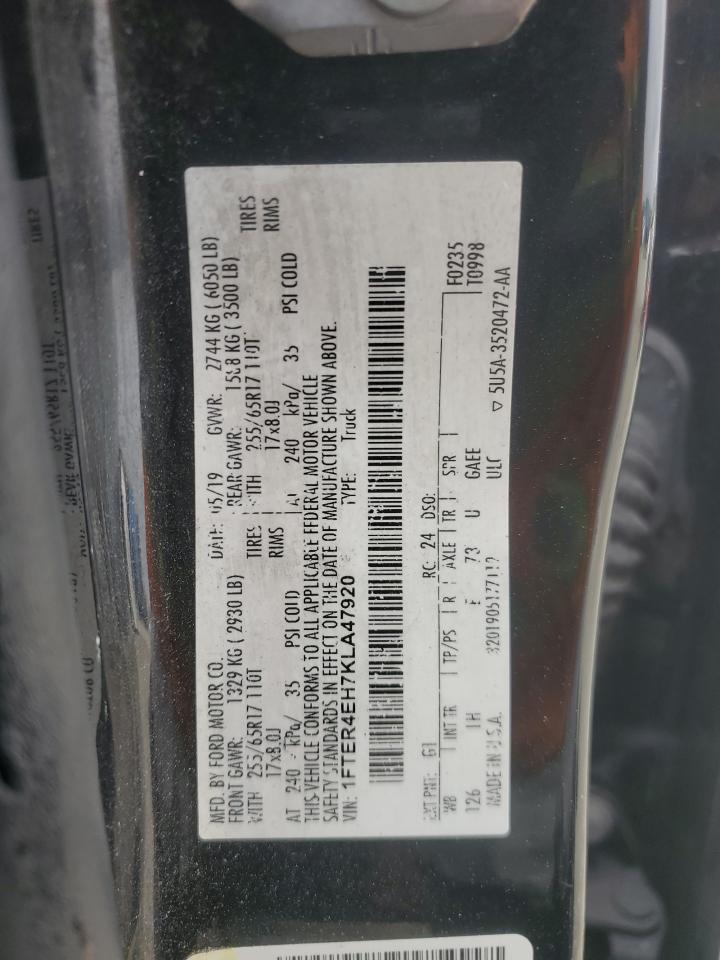 MFD. BY FORD MOTOR CO.
DATE: 05/19 GVWR: 2744 KG ( 6050 LB)
FRONT GAWR: 1329 KG ( 2930 LB)
REAR GAWR: 1588 KG ( 3500 LB)
WITH 255/65R17 110T TIRES
WITH 255/65R17 110T TIRES
17x8.0J RIMS
17x8.0J RIMS
AT 240 kPa/ 35 PSI COLD
AT 240 kPa/ 35 PSI COLD
THIS VEHICLE CONFORMS TO ALL APPLICABLE FEDERAL MOTOR VEHICLE
SAFETY STANDARDS IN EFFECT ON THE DATE OF MANUFACTURE SHOWN ABOVE.
VIN: 1FTER4EH7KLA47920
TYPE: Truck
F0235
T0998
EXT PNT: G1 RC: 24 DSO:
WB INT TR TP/PS R AXLE TR SPR
126 IH E 73 U GAEE
MADE IN U.S.A. ULC
▽ 5U5A-3520472-AA